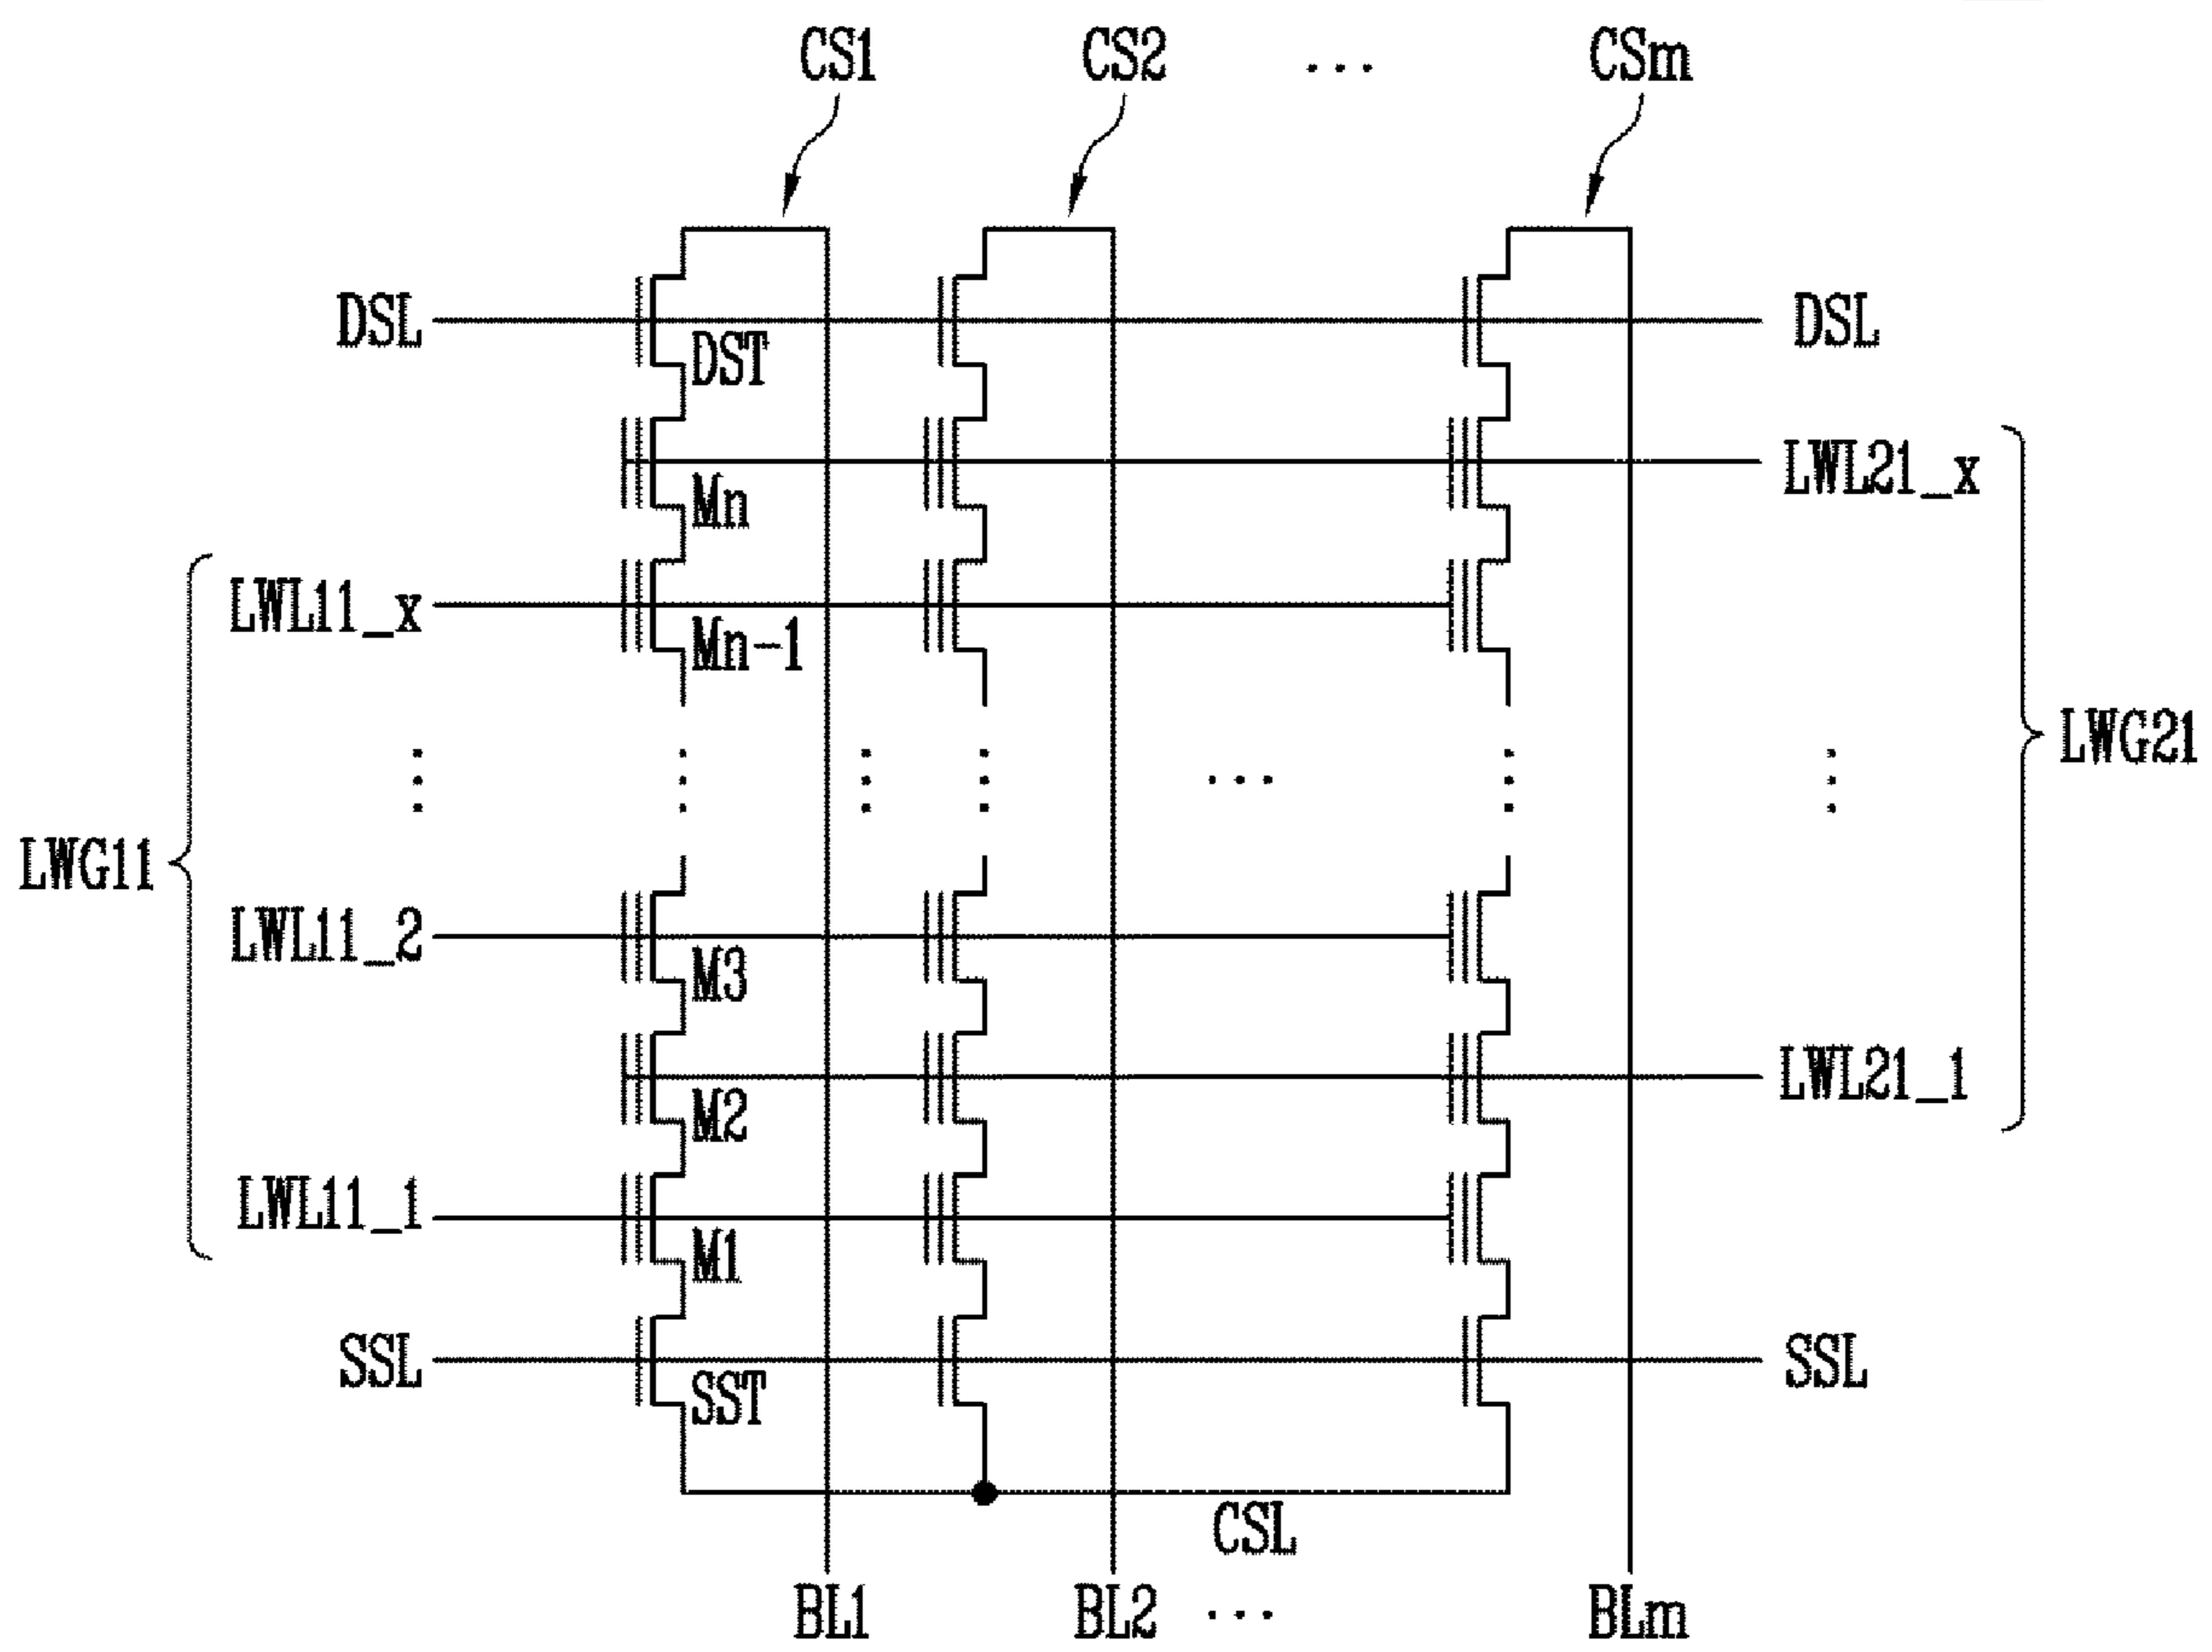 CS1 CS2 ... CSm
DSL DSL
DST
LWL21_x
Mn
LWL11_x
Mn-1
LWG21
LWG11
LWL11_2
M3
LWL21_1
M2
LWL11_1
M1
SSL SSL
SST
CSL
BL1 BL2 ... BLm